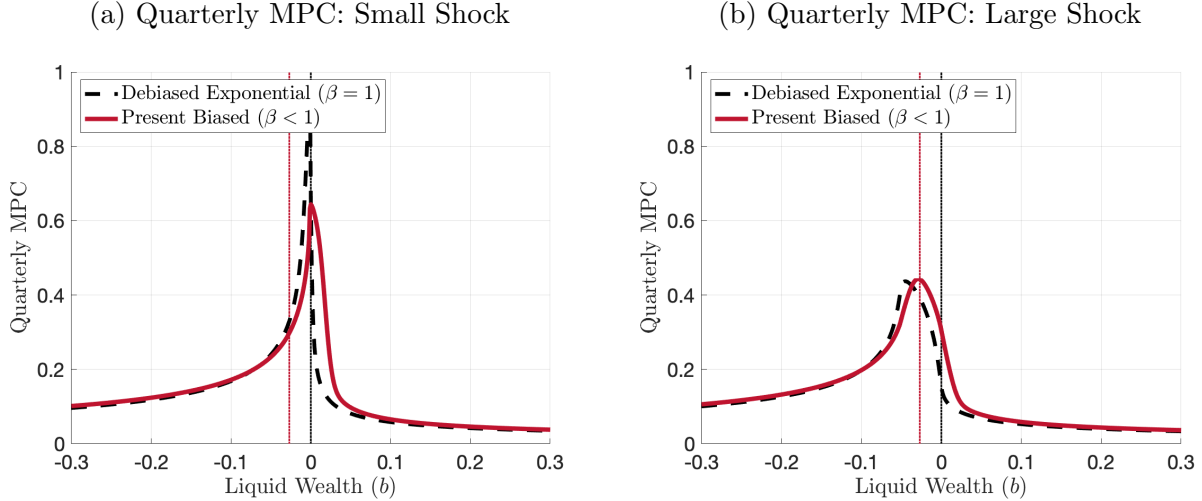 (a) Quarterly MPC: Small Shock
1
0.8
0.6
0.4
0.2
0
Quarterly MPC
Debiased Exponential (β = 1)
Present Biased (β < 1)
-0.3 -0.2 -0.1 0 0.1 0.2 0.3
Liquid Wealth (b)
(b) Quarterly MPC: Large Shock
1
0.8
0.6
0.4
0.2
0
Quarterly MPC
Debiased Exponential (β = 1)
Present Biased (β < 1)
-0.3 -0.2 -0.1 0 0.1 0.2 0.3
Liquid Wealth (b)